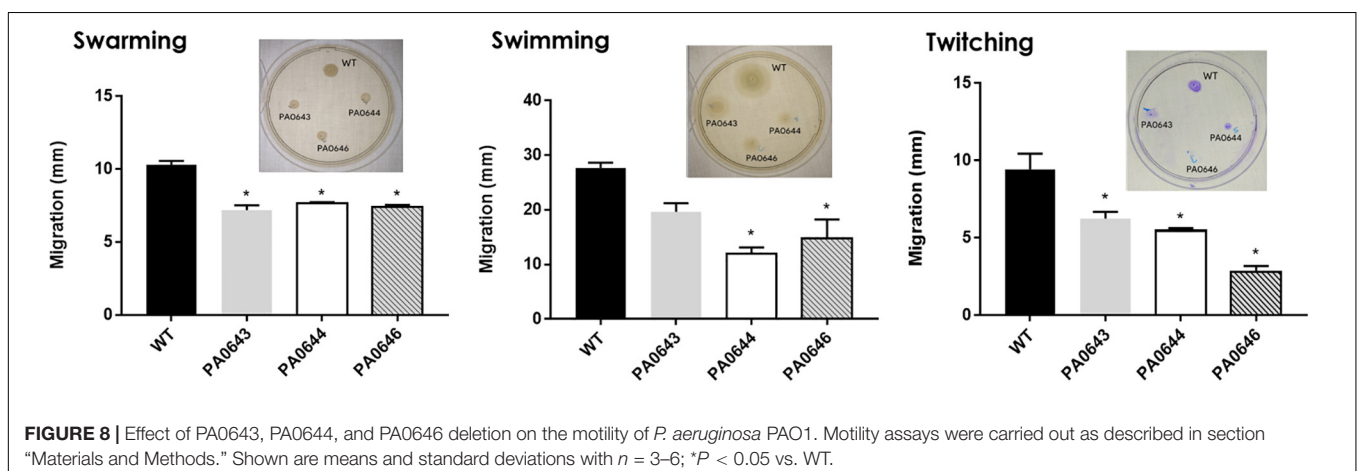 Swarming
WT
PA0643
PA0644
PA0646
15
10
5
0
Migration (mm)
*
*
*
WT
PA0643
PA0644
PA0646
Swimming
WT
PA0643
PA0644
PA0646
40
30
20
10
0
Migration (mm)
*
*
WT
PA0643
PA0644
PA0646
Twitching
WT
PA0643
PA0644
PA0646
15
10
5
0
Migration (mm)
*
*
*
WT
PA0643
PA0644
PA0646
FIGURE 8 | Effect of PA0643, PA0644, and PA0646 deletion on the motility of P. aeruginosa PAO1. Motility assays were carried out as described in section
“Materials and Methods.” Shown are means and standard deviations with n = 3–6; *P < 0.05 vs. WT.